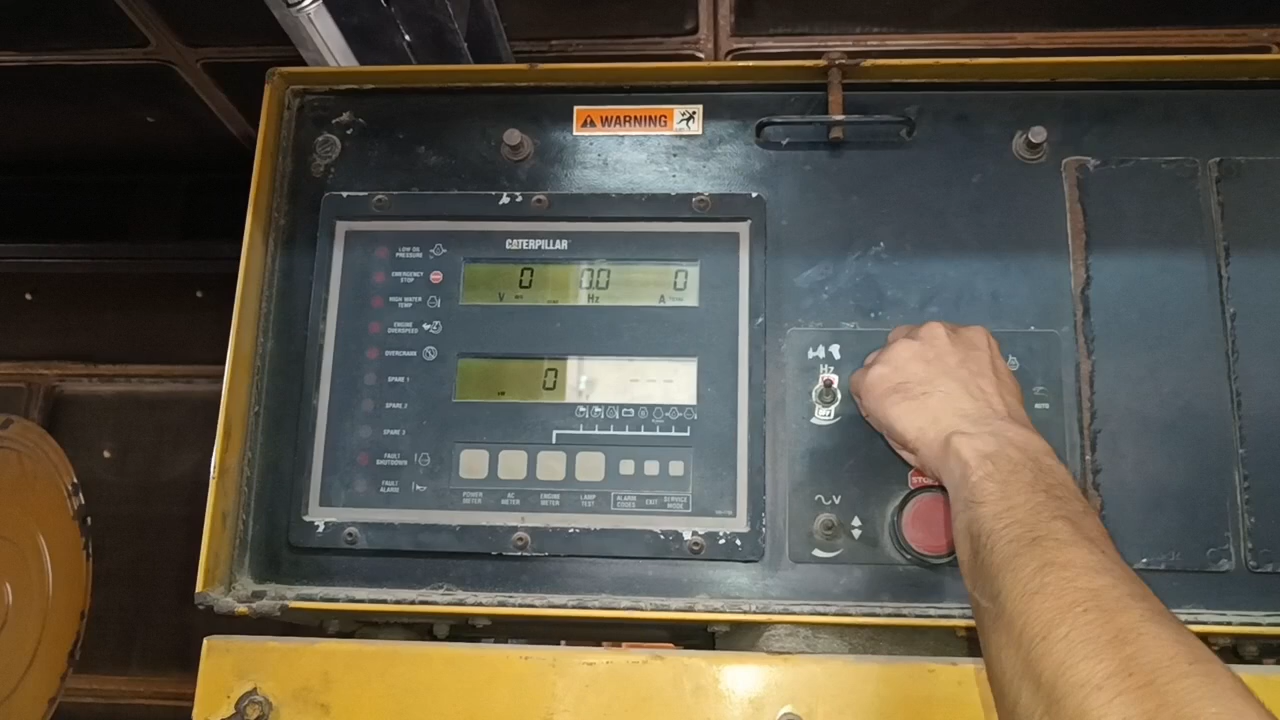 WARNING
CATERPILLAR
LOW OIL
PRESSURE
EMERGENCY
STOP
HIGH WATER
TEMP
ENGINE
OVERSPEED
OVERCRANK
SPARE 1
SPARE 2
SPARE 3
FAULT
SHUTDOWN
FAULT
ALARM
0 0.0 0
V Hz A
0
POWER
METER
AC
METER
ENGINE
METER
LAMP
TEST
ALARM
CODES
EXIT
SERVICE
MODE
Hz
V
STOP
AUTO